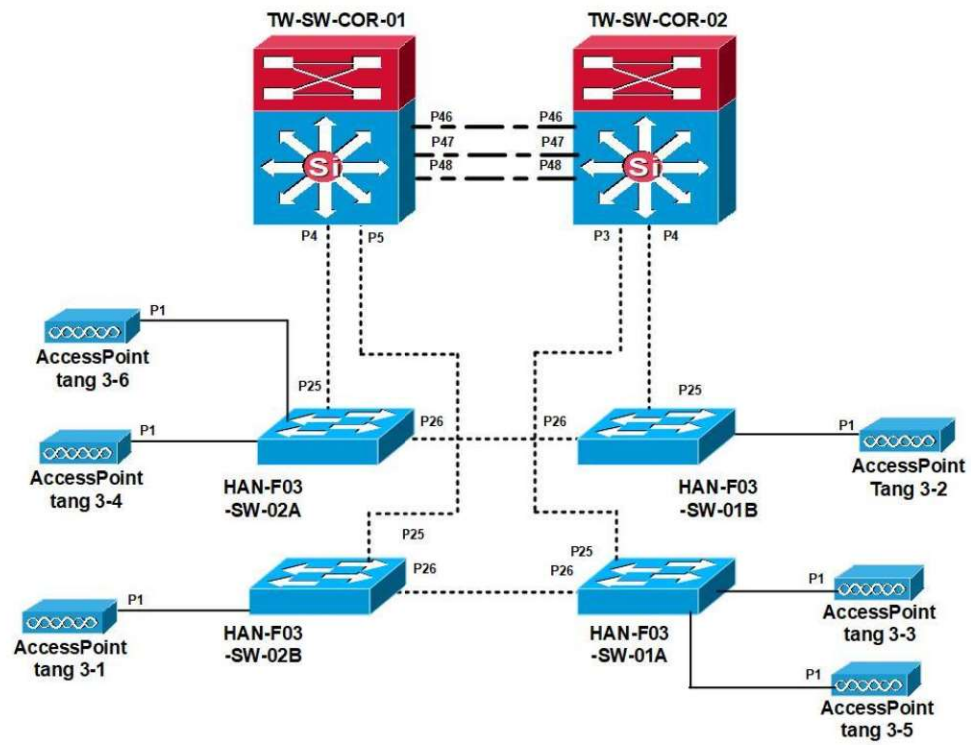 TW-SW-COR-01
TW-SW-COR-02
P46
P46
P47
P47
P48
P48
Si
Si
P4
P5
P3
P4
P1
AccessPoint
tang 3-6
P25
P25
P1
P26
P26
P1
AccessPoint
tang 3-4
HAN-F03
-SW-02A
HAN-F03
-SW-01B
AccessPoint
Tang 3-2
P25
P25
P26
P26
P1
P1
AccessPoint
tang 3-1
HAN-F03
-SW-02B
HAN-F03
-SW-01A
AccessPoint
tang 3-3
P1
AccessPoint
tang 3-5